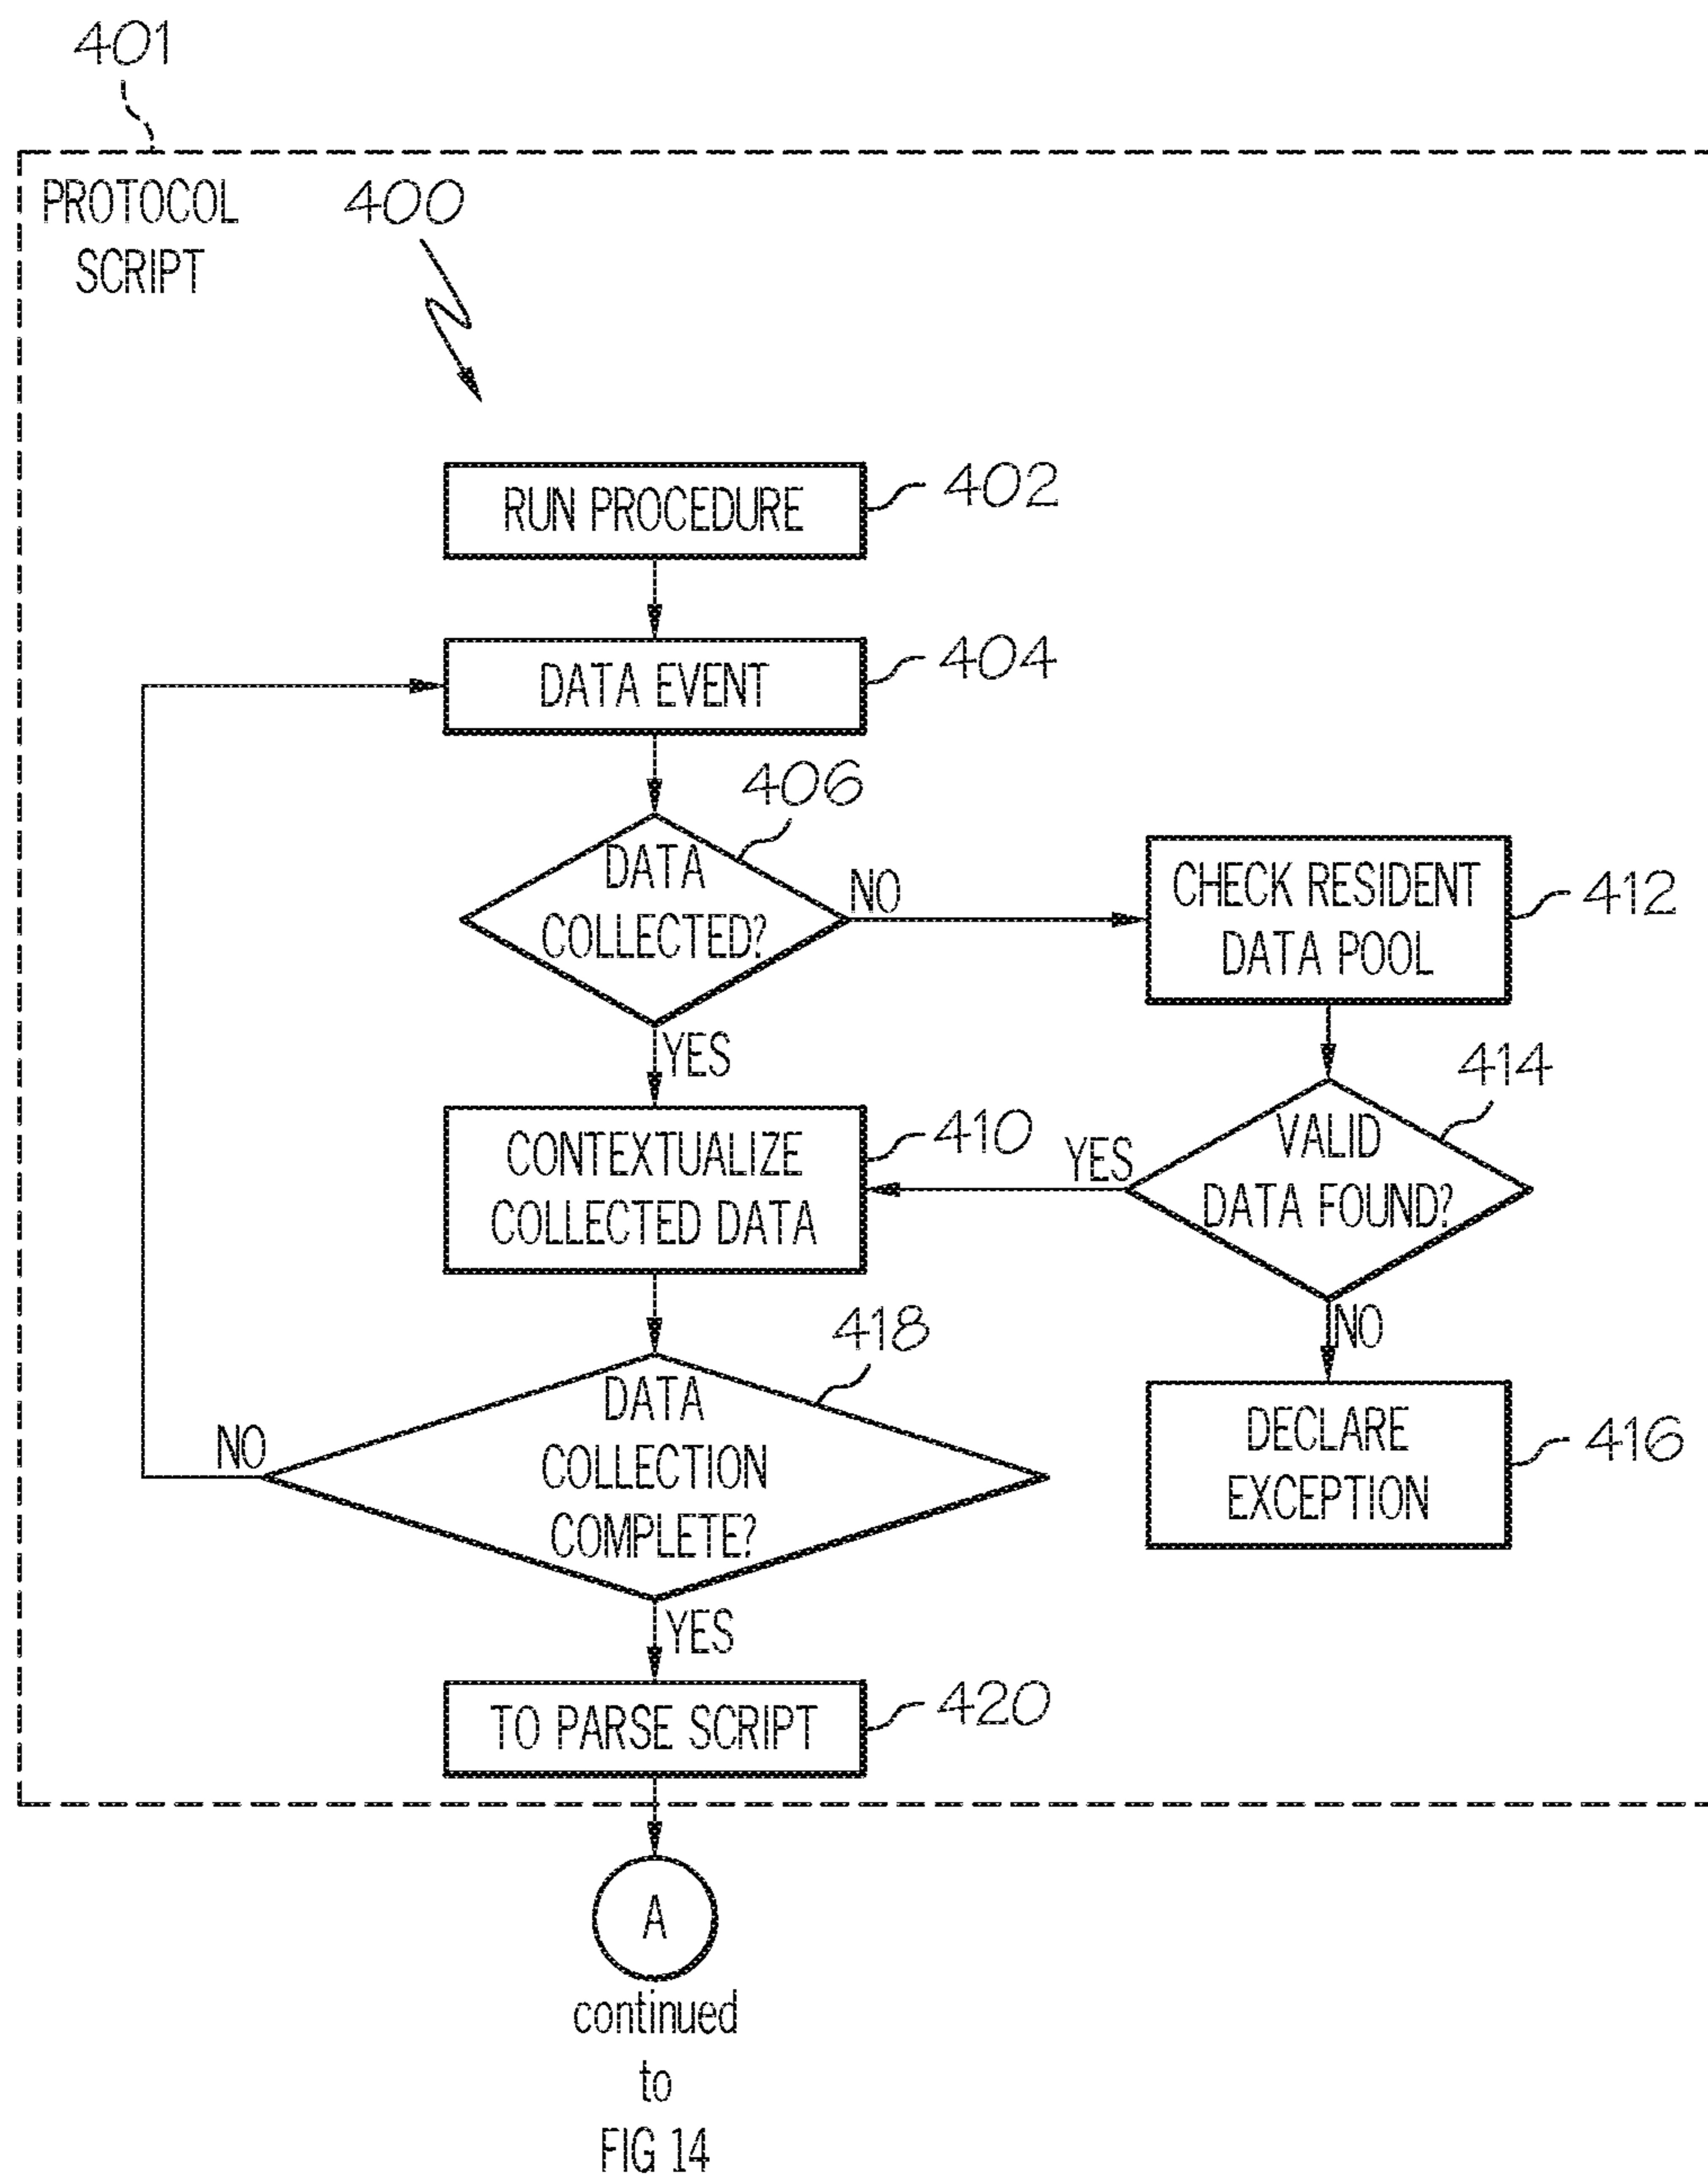 401
PROTOCOL
SCRIPT
400
RUN PROCEDURE
402
DATA EVENT
404
406
DATA
COLLECTED?
NO
CHECK RESIDENT
DATA POOL
412
YES
414
CONTEXTUALIZE
COLLECTED DATA
410
YES
VALID
DATA FOUND?
NO
418
DATA
COLLECTION
COMPLETE?
NO
DECLARE
EXCEPTION
416
YES
TO PARSE SCRIPT
420
A
continued
to
FIG 14